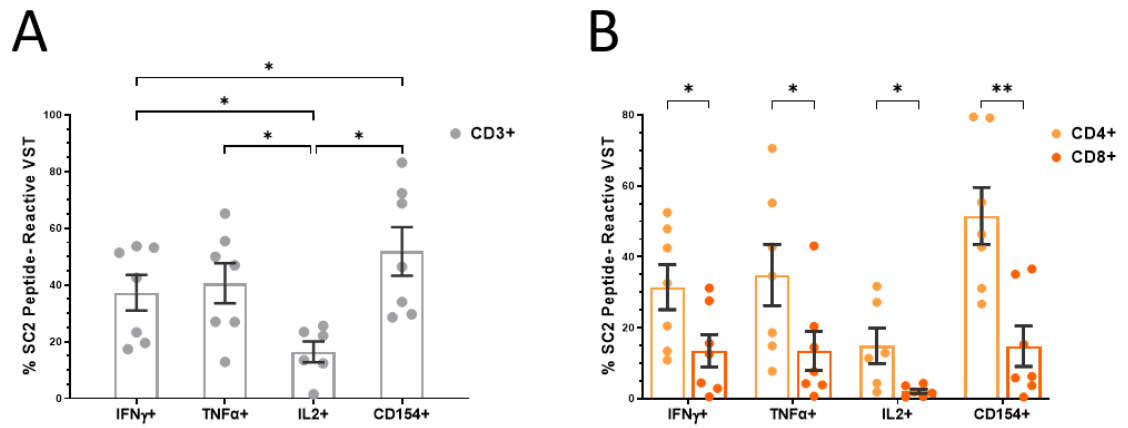 A
B
*
*
*
*
100
80
60
40
20
0
% SC2 Peptide- Reactive VST
IFNγ+
TNFα+
IL2+
CD154+
CD3+
*
*
*
**
80
60
40
20
0
% SC2 Peptide- Reactive VST
IFNγ+
TNFα+
IL2+
CD154+
CD4+
CD8+